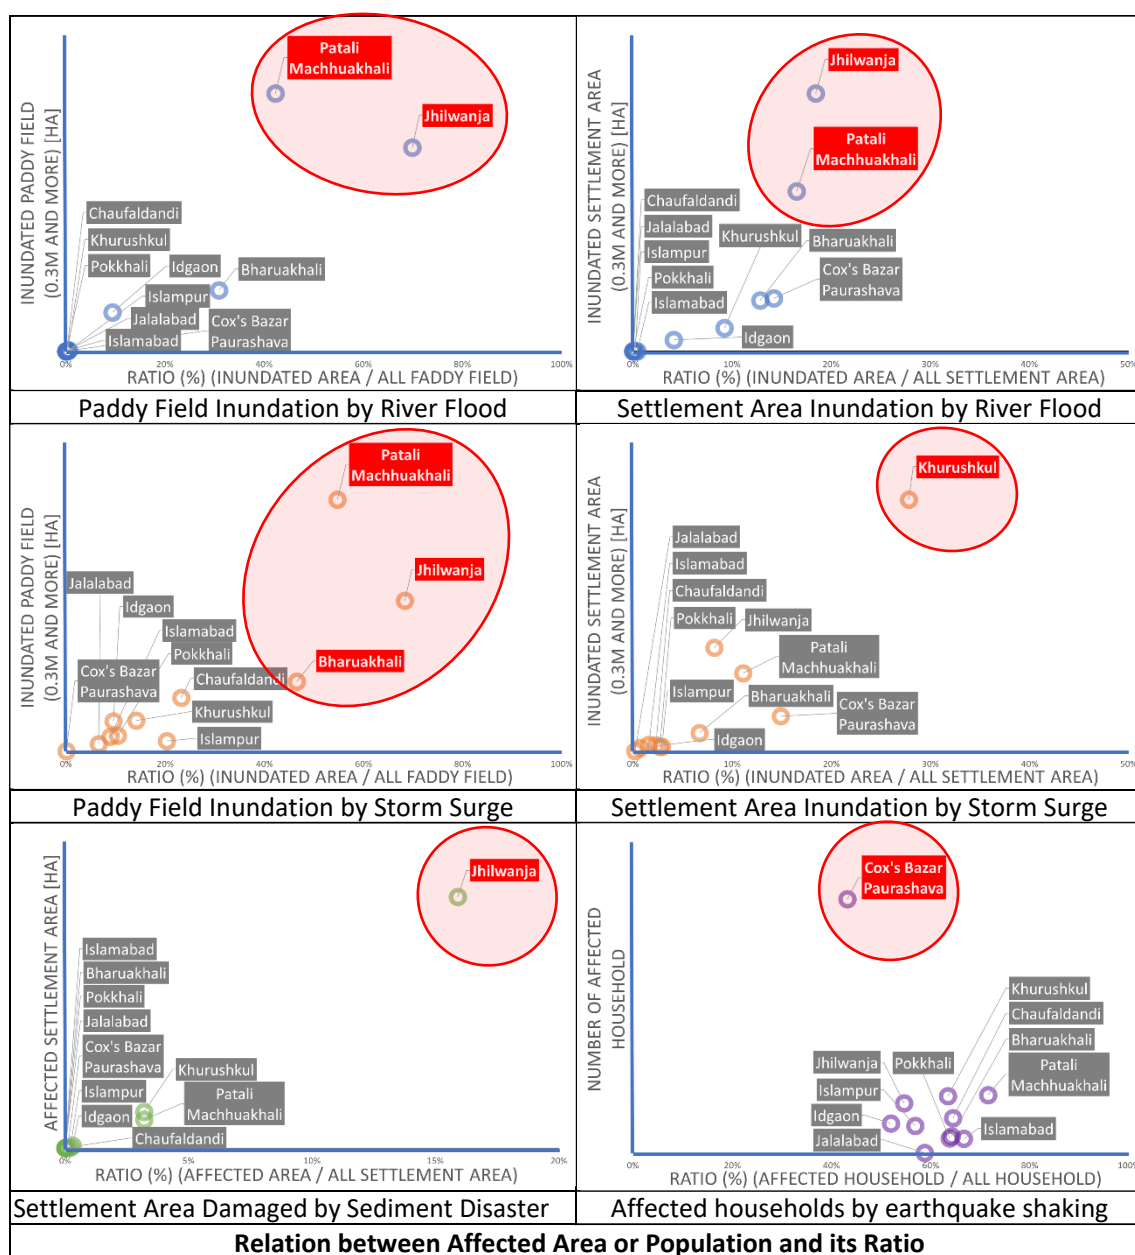 INUNDATED PADDY FIELD
(0.3M AND MORE) [HA]
Patali
Machhuakhali
Jhilwanja
Chaufaldandi
Khurushkul
Pokkhali
Idgaon
Bharuakhali
Islampur
Jalalabad
Islamabad
Cox's Bazar
Paurashava
0% 20% 40% 60% 80% 100%
RATIO (%) (INUNDATED AREA / ALL FADDY FIELD)
Paddy Field Inundation by River Flood
INUNDATED SETTLEMENT AREA
(0.3M AND MORE) [HA]
Jhilwanja
Patali
Machhuakhali
Chaufaldandi
Jalalabad
Islampur
Pokkhali
Islamabad
Khurushkul
Bharuakhali
Cox's Bazar
Paurashava
Idgaon
0% 10% 20% 30% 40% 50%
RATIO (%) (INUNDATED AREA / ALL SETTLEMENT AREA)
Settlement Area Inundation by River Flood
INUNDATED PADDY FIELD
(0.3M AND MORE) [HA]
Patali
Machhuakhali
Jhilwanja
Bharuakhali
Jalalabad
Idgaon
Islamabad
Pokkhali
Cox's Bazar
Paurashava
Chaufaldandi
Khurushkul
Islampur
0% 20% 40% 60% 80% 100%
RATIO (%) (INUNDATED AREA / ALL FADDY FIELD)
Paddy Field Inundation by Storm Surge
INUNDATED SETTLEMENT AREA
(0.3M AND MORE) [HA]
Khurushkul
Jalalabad
Islamabad
Chaufaldandi
Pokkhali
Jhilwanja
Patali
Machhuakhali
Islampur
Bharuakhali
Cox's Bazar
Paurashava
Idgaon
0% 10% 20% 30% 40% 50%
RATIO (%) (INUNDATED AREA / ALL SETTLEMENT AREA)
Settlement Area Inundation by Storm Surge
AFFECTED SETTLEMENT AREA [HA]
Jhilwanja
Islamabad
Bharuakhali
Pokkhali
Jalalabad
Cox's Bazar
Paurashava
Islampur
Idgaon
Khurushkul
Patali
Machhuakhali
Chaufaldandi
0% 5% 10% 15% 20%
RATIO (%) (AFFECTED AREA / ALL SETTLEMENT AREA)
Settlement Area Damaged by Sediment Disaster
NUMBER OF AFFECTED
HOUSEHOLD
Cox's Bazar
Paurashava
Khurushkul
Chaufaldandi
Bharuakhali
Patali
Machhuakhali
Jhilwanja
Pokkhali
Islampur
Idgaon
Jalalabad
Islamabad
0% 20% 40% 60% 80% 100%
RATIO (%) (AFFECTED HOUSEHOLD / ALL HOUSEHOLD)
Affected households by earthquake shaking
Relation between Affected Area or Population and its Ratio